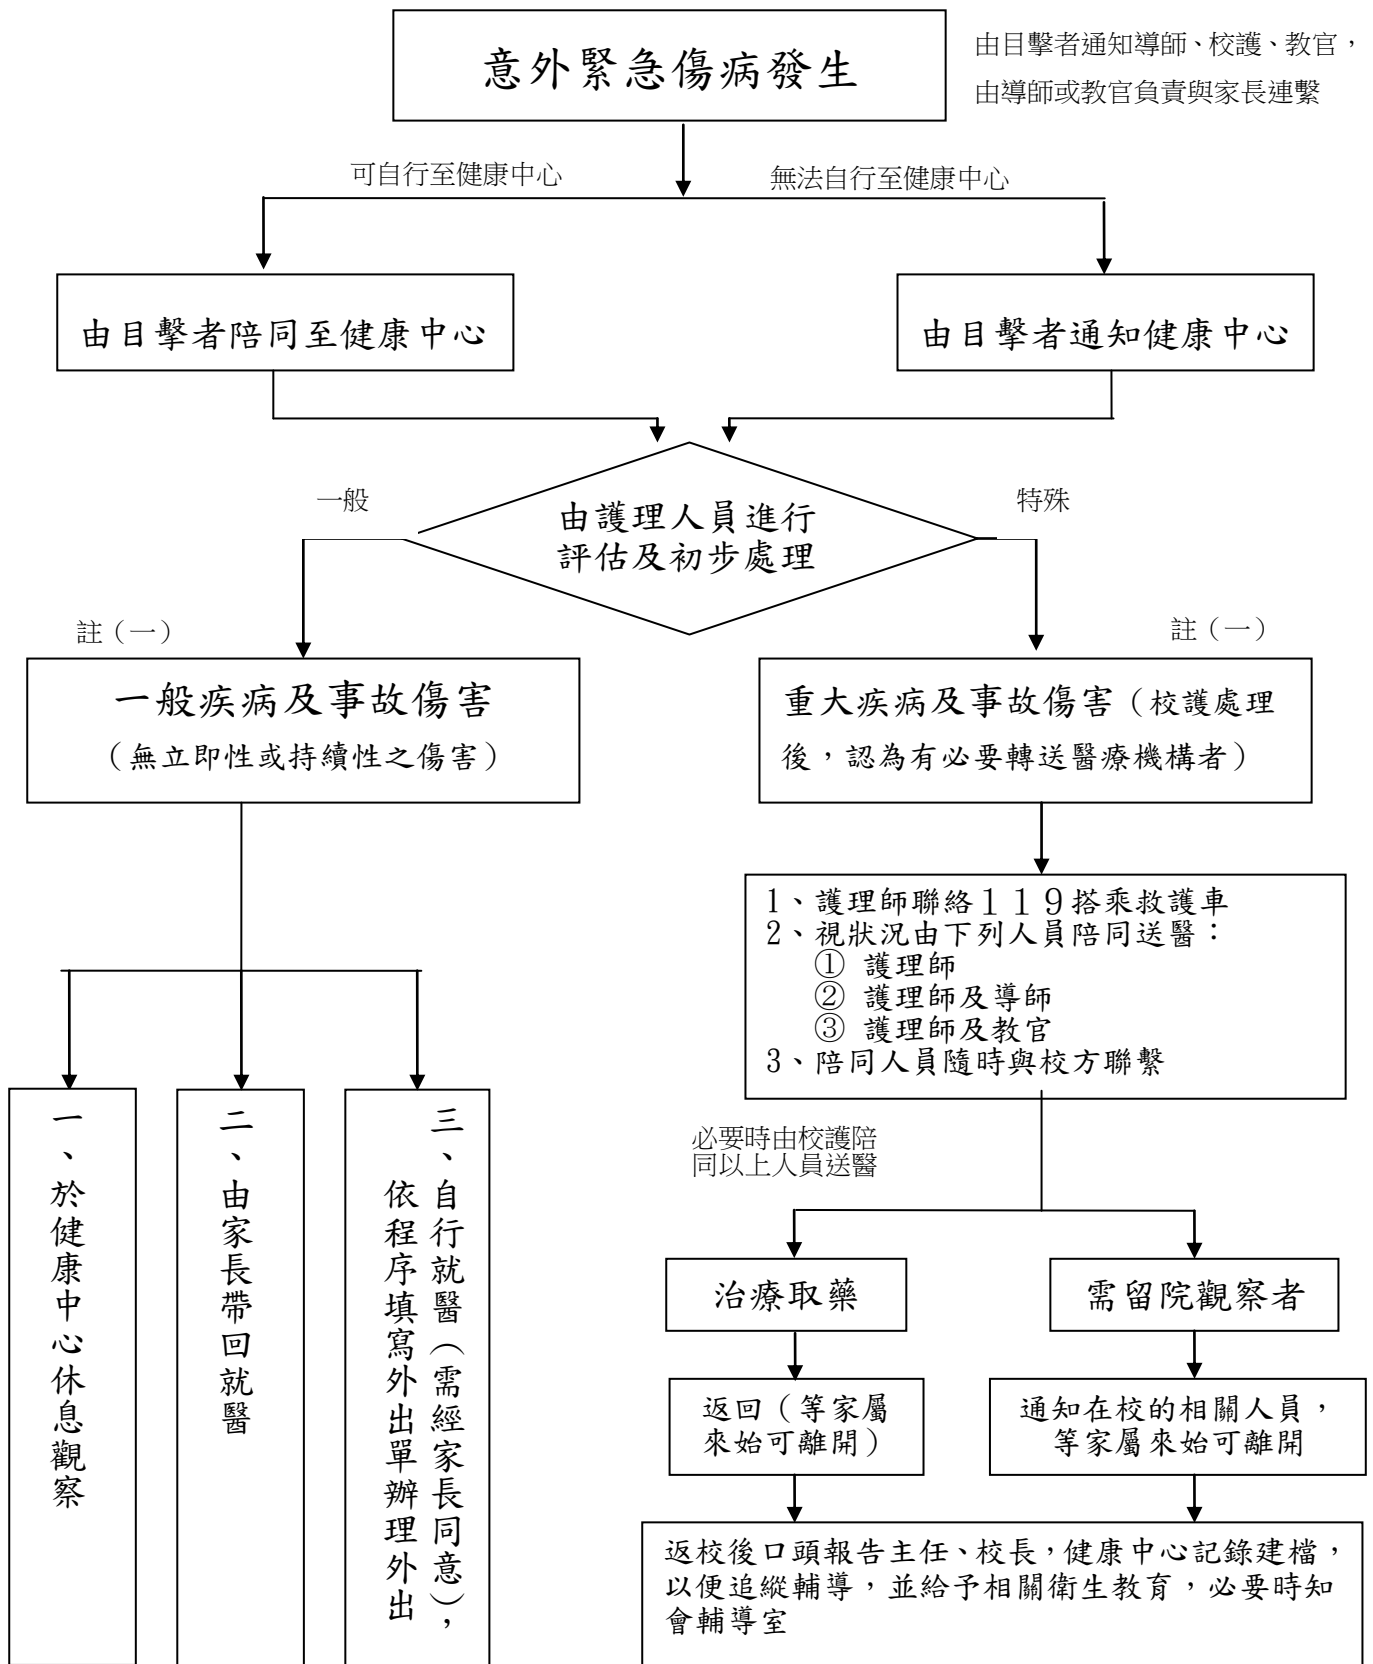 意外緊急傷病發生
由目擊者通知導師、校護、教官，
由導師或教官負責與家長連繫
可自行至健康中心
無法自行至健康中心
由目擊者陪同至健康中心
由目擊者通知健康中心
一般
由護理人員進行
評估及初步處理
特殊
註（一）
註（一）
一般疾病及事故傷害
（無立即性或持續性之傷害）
重大疾病及事故傷害（校護處理
後，認為有必要轉送醫療機構者）
1、護理師聯絡１１９搭乘救護車
2、視狀況由下列人員陪同送醫：
① 護理師
② 護理師及導師
③ 護理師及教官
3、陪同人員隨時與校方聯繫
一、於健康中心休息觀察
二、由家長帶回就醫
三、自行就醫（需經家長同意），
依程序填寫外出單辦理外出
必要時由校護陪
同以上人員送醫
治療取藥
需留院觀察者
返回（等家屬
來始可離開）
通知在校的相關人員，
等家屬來始可離開
返校後口頭報告主任、校長，健康中心記錄建檔，
以便追縱輔導，並給予相關衛生教育，必要時知
會輔導室